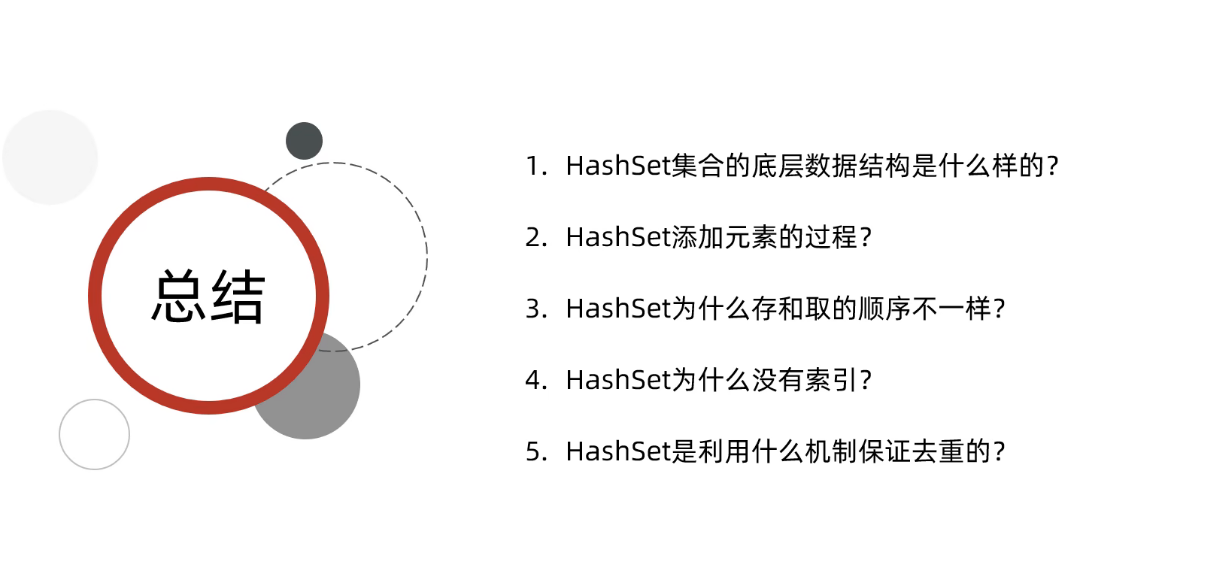 总结
1. HashSet集合的底层数据结构是什么样的？
2. HashSet添加元素的过程？
3. HashSet为什么存和取的顺序不一样？
4. HashSet为什么没有索引？
5. HashSet是利用什么机制保证去重的？